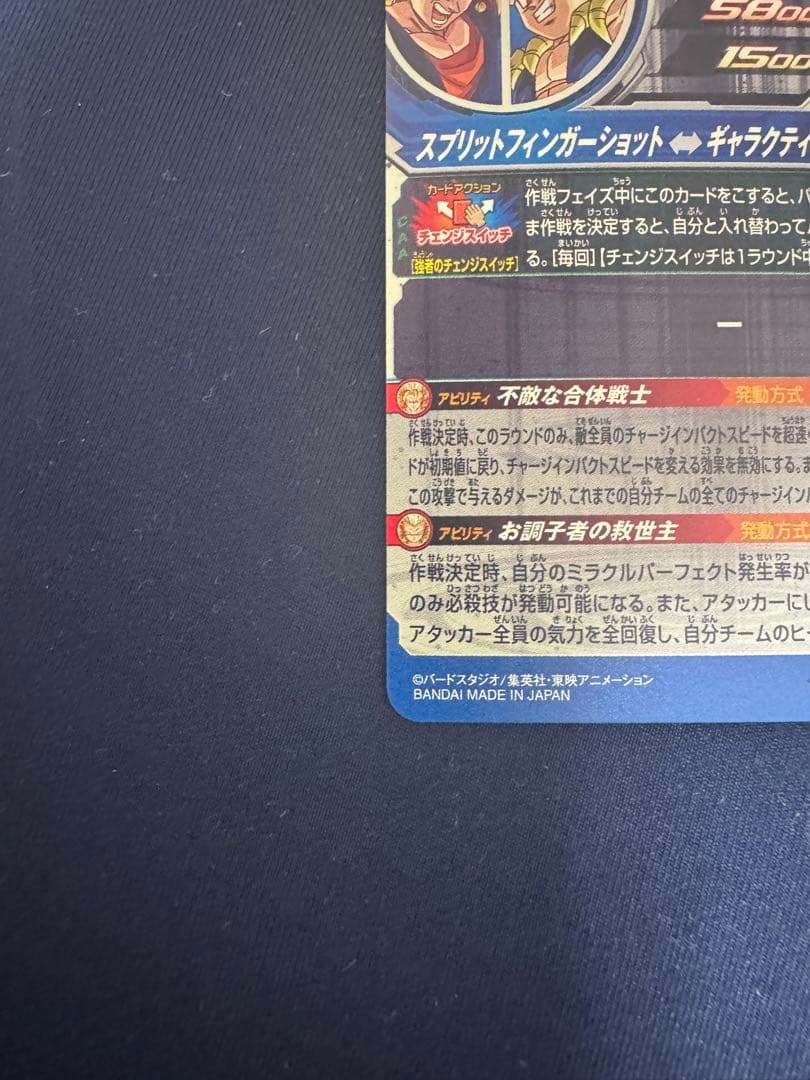 5800
1500
スプリットフィンガーショット⇔ギャラクティ
カードアクション
チェンジスイッチ
[強者のチェンジスイッチ]
CAA
作戦フェイズ中にこのカードをこすると、バ
ま作戦を決定すると、自分と入れ替わって
る。[毎回]【チェンジスイッチは1ラウンド中
ー
アビリティ 不敵な合体戦士 発動方式
作戦決定時、このラウンドのみ、敵全員のチャージインパクトスピードを超速
ドが初期値に戻り、チャージインパクトスピードを変える効果を無効にする。ま
この攻撃で与えるダメージが、これまでの自分チームの全てのチャージイン
アビリティ お調子者の救世主 発動方式
作戦決定時、自分のミラクルパーフェクト発生率が
のみ必殺技が発動可能になる。また、アタッカーにし
アタッカー全員の気力を全回復し、自分チームのヒー
©バードスタジオ/集英社・東映アニメーション
BANDAI MADE IN JAPAN